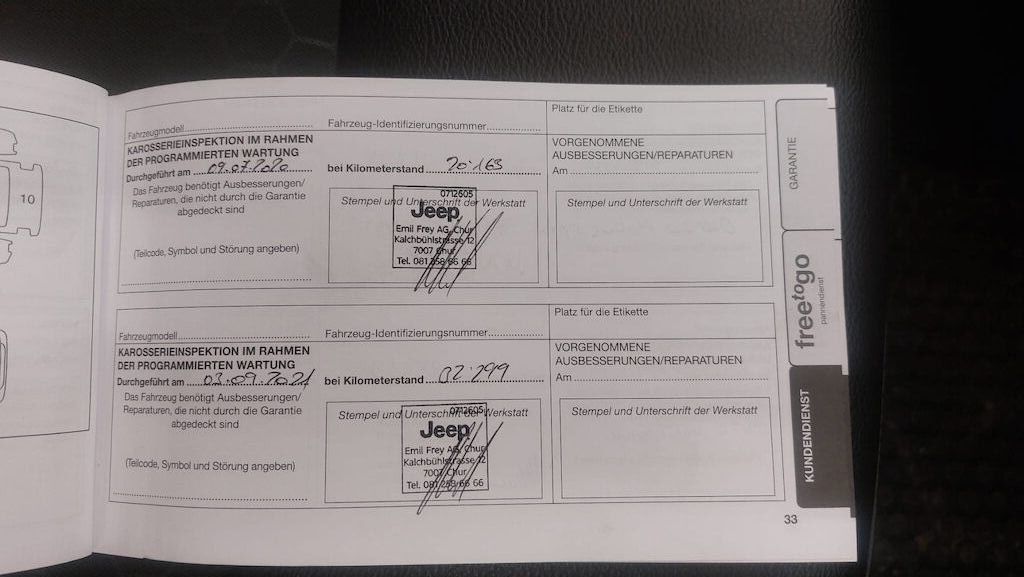 10
Fahrzeugmodell
Fahrzeug-Identifizierungsnummer
Platz für die Etikette
KAROSSERIEINSPEKTION IM RAHMEN
DER PROGRAMMIERTEN WARTUNG
Durchgeführt am 09.07.2020
bei Kilometerstand 20.163
Das Fahrzeug benötigt Ausbesserungen/
Reparaturen, die nicht durch die Garantie
abgedeckt sind
(Teilcode, Symbol und Störung angeben)
Stempel und Unterschrift der Werkstatt
0712605
Jeep
Emil Frey AG, Chur
Kalchbühlstrasse 12
7007 Chur
Tel. 081 258 66 66
VORGENOMMENE
AUSBESSERUNGEN/REPARATUREN
Am
Stempel und Unterschrift der Werkstatt
Fahrzeugmodell
Fahrzeug-Identifizierungsnummer
Platz für die Etikette
KAROSSERIEINSPEKTION IM RAHMEN
DER PROGRAMMIERTEN WARTUNG
Durchgeführt am 03.09.2021
bei Kilometerstand
Das Fahrzeug benötigt Ausbesserungen/
Reparaturen, die nicht durch die Garantie
abgedeckt sind
(Teilcode, Symbol und Störung angeben)
Stempel und Unterschrift der Werkstatt
0712605
Jeep
Emil Frey AG, Chur
Kalchbühlstrasse 12
7007 Chur
Tel. 081 258 66 66
VORGENOMMENE
AUSBESSERUNGEN/REPARATUREN
Am
Stempel und Unterschrift der Werkstatt
GARANTIE
freetogo
pannendienst
KUNDENDIENST
33